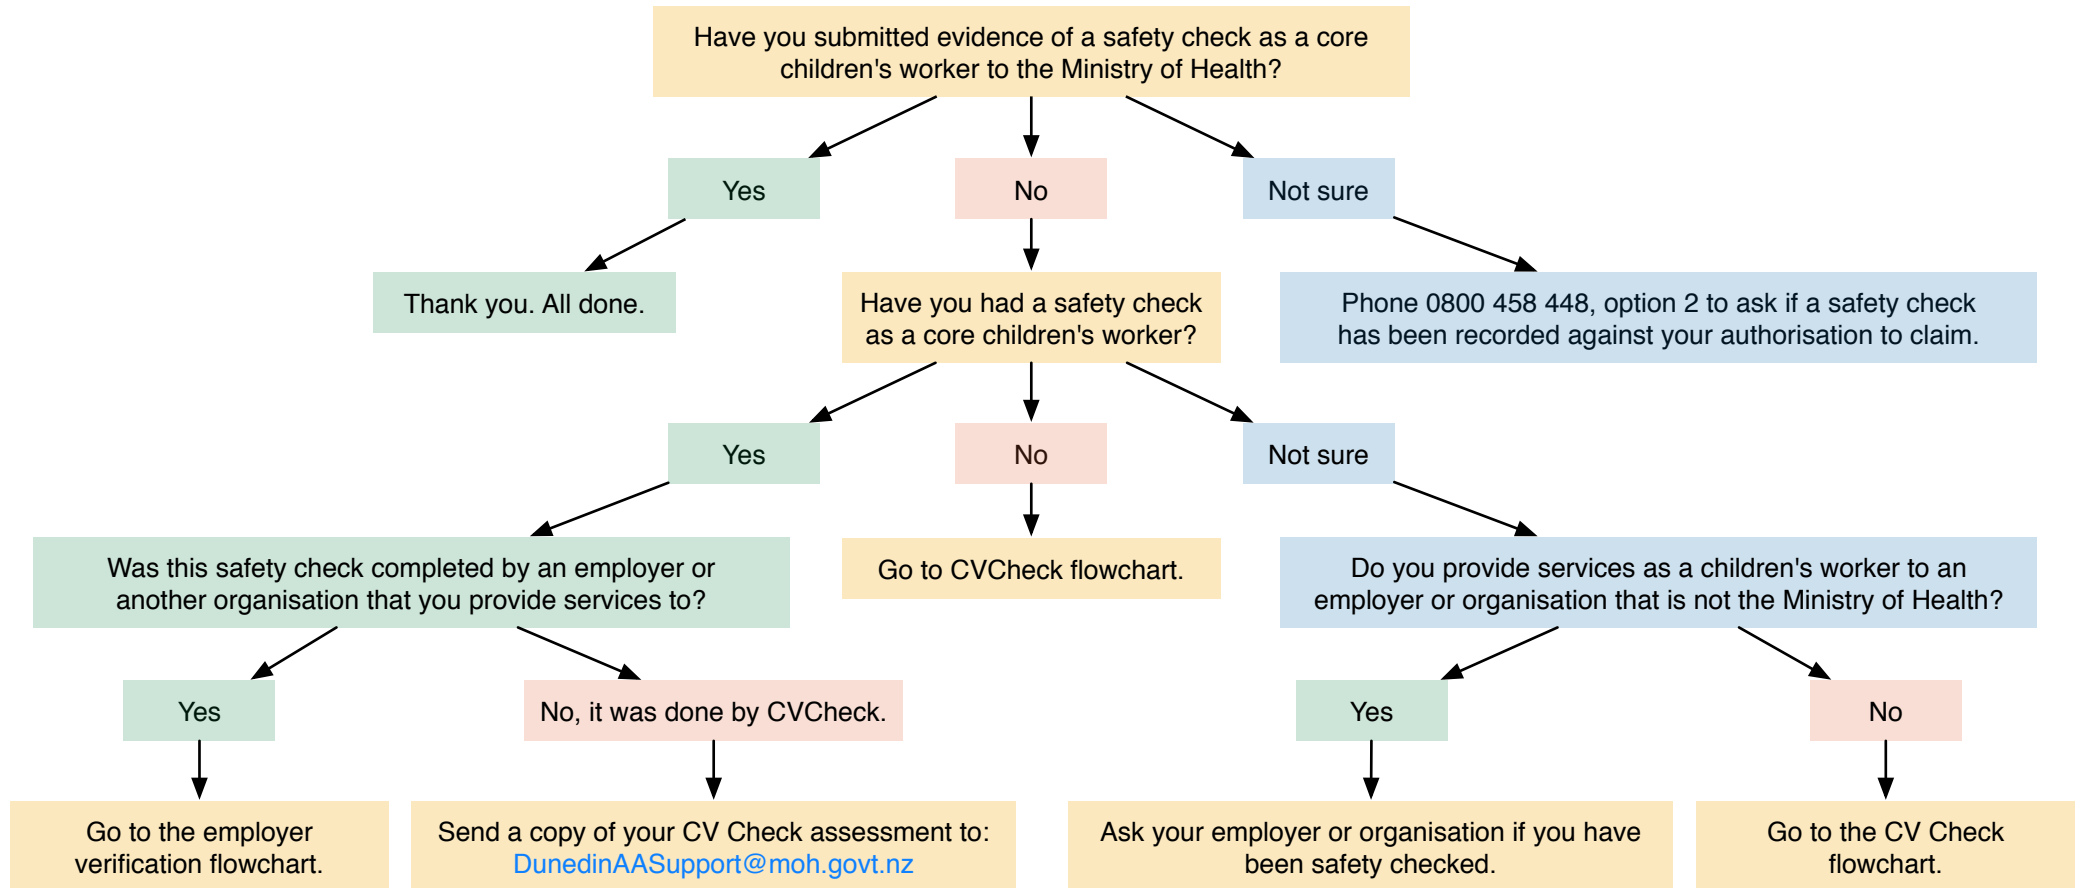 Have you submitted evidence of a safety check as a core
children's worker to the Ministry of Health?
Yes
No
Not sure
Thank you. All done.
Have you had a safety check
as a core children's worker?
Phone 0800 458 448, option 2 to ask if a safety check
has been recorded against your authorisation to claim.
Yes
No
Not sure
Was this safety check completed by an employer or
another organisation that you provide services to?
Go to CVCheck flowchart.
Do you provide services as a children's worker to an
employer or organisation that is not the Ministry of Health?
Yes
No, it was done by CVCheck.
Yes
No
Go to the employer
verification flowchart.
Send a copy of your CV Check assessment to:
DunedinAASupport@moh.govt.nz
Ask your employer or organisation if you have
been safety checked.
Go to the CV Check
flowchart.